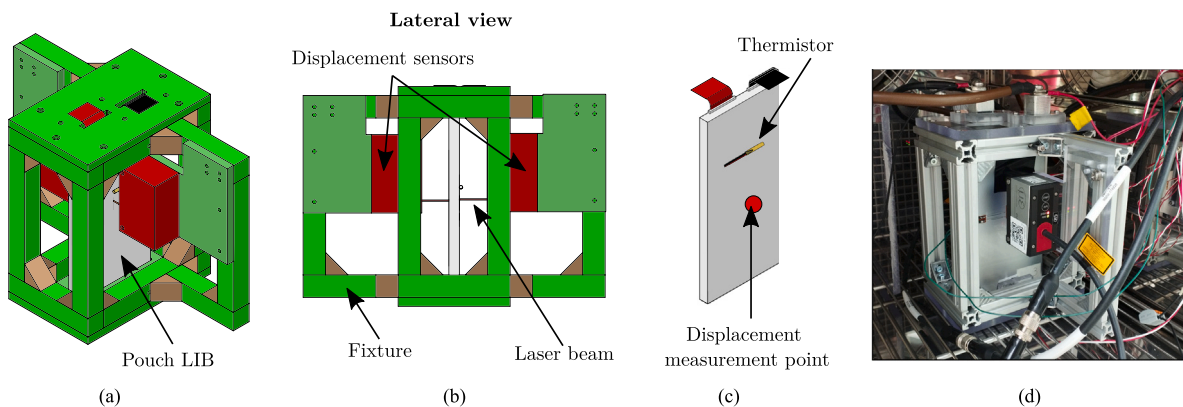 Lateral view
Displacement sensors
Thermistor
Pouch LIB
Fixture
Laser beam
Displacement
measurement point
(a)
(b)
(c)
(d)